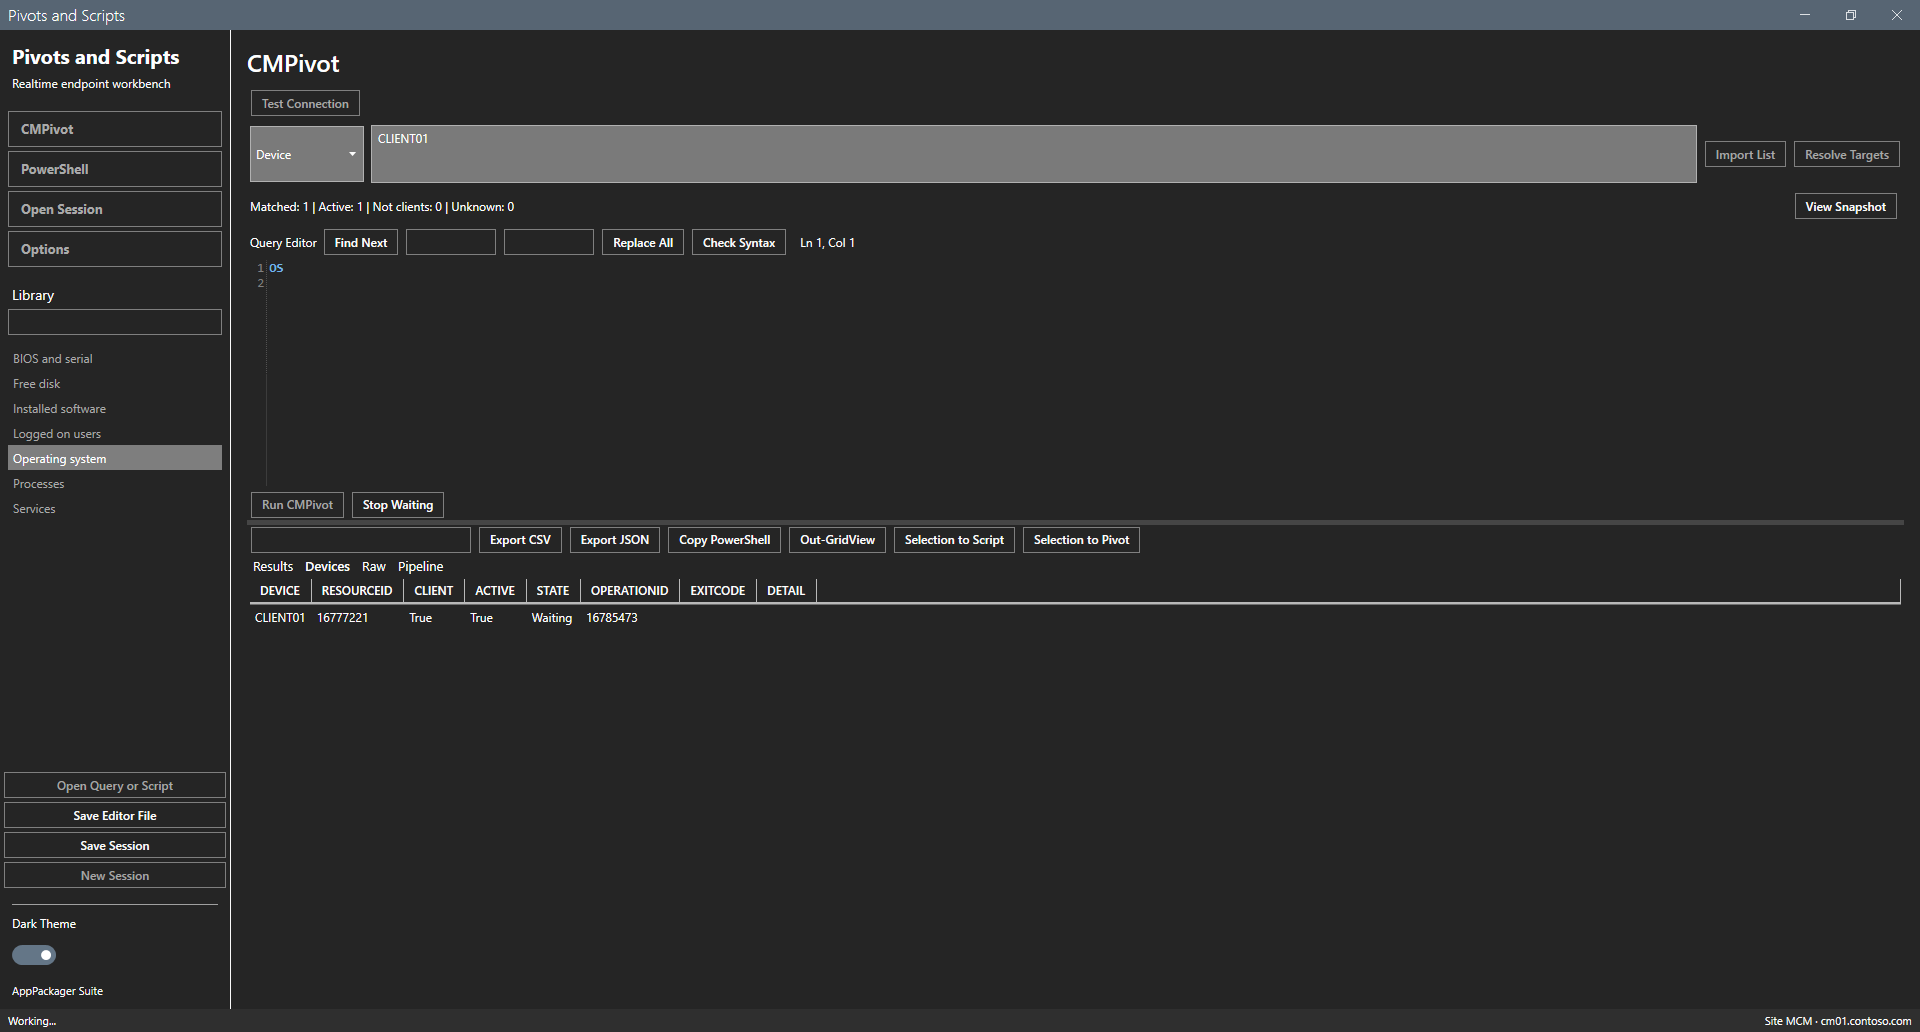 Pivots and Scripts
Pivots and Scripts
Realtime endpoint workbench
CMPivot
PowerShell
Open Session
Options
Library
BIOS and serial
Free disk
Installed software
Logged on users
Operating system
Processes
Services
Open Query or Script
Save Editor File
Save Session
New Session
Dark Theme
AppPackager Suite
CMPivot
Test Connection
Device CLIENT01 Import List Resolve Targets
Matched: 1 | Active: 1 | Not clients: 0 | Unknown: 0 View Snapshot
Query Editor Find Next Replace All Check Syntax Ln 1, Col 1
1 OS
2
Run CMPivot Stop Waiting
Export CSV Export JSON Copy PowerShell Out-GridView Selection to Script Selection to Pivot
Results Devices Raw Pipeline
DEVICE RESOURCEID CLIENT ACTIVE STATE OPERATIONID EXITCODE DETAIL
CLIENT01 16777221 True True Waiting 16785473
Working... Site MCM · cm01.contoso.com